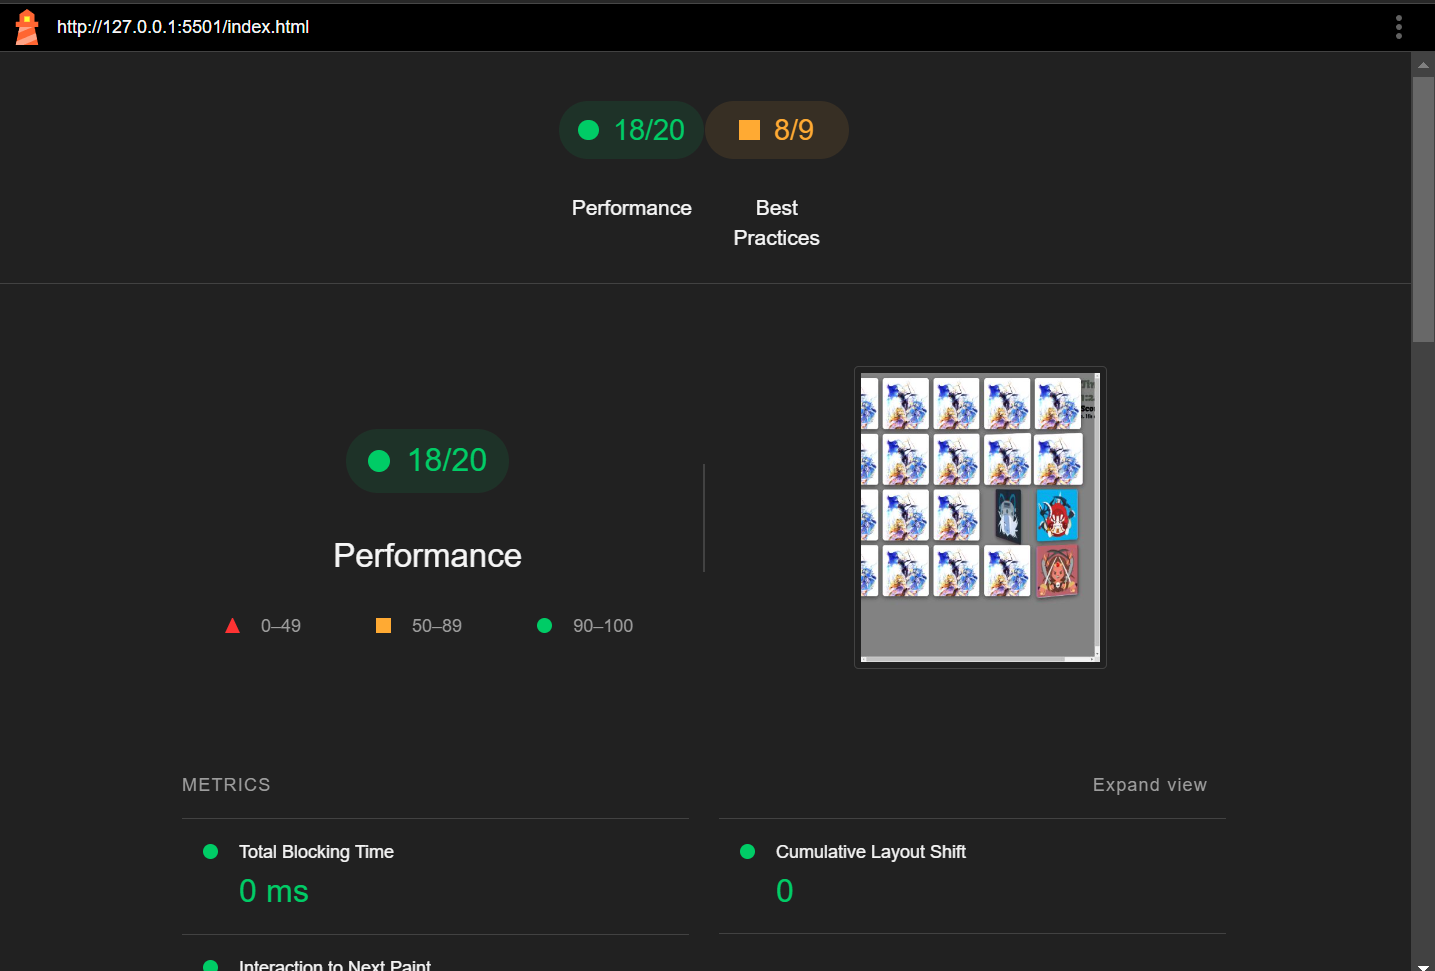 http://127.0.0.1:5501/index.html
18/20
8/9
Performance
Best
Practices
18/20
Performance
0–49
50–89
90–100
METRICS
Expand view
Total Blocking Time
0 ms
Cumulative Layout Shift
0
Interaction to Next Paint